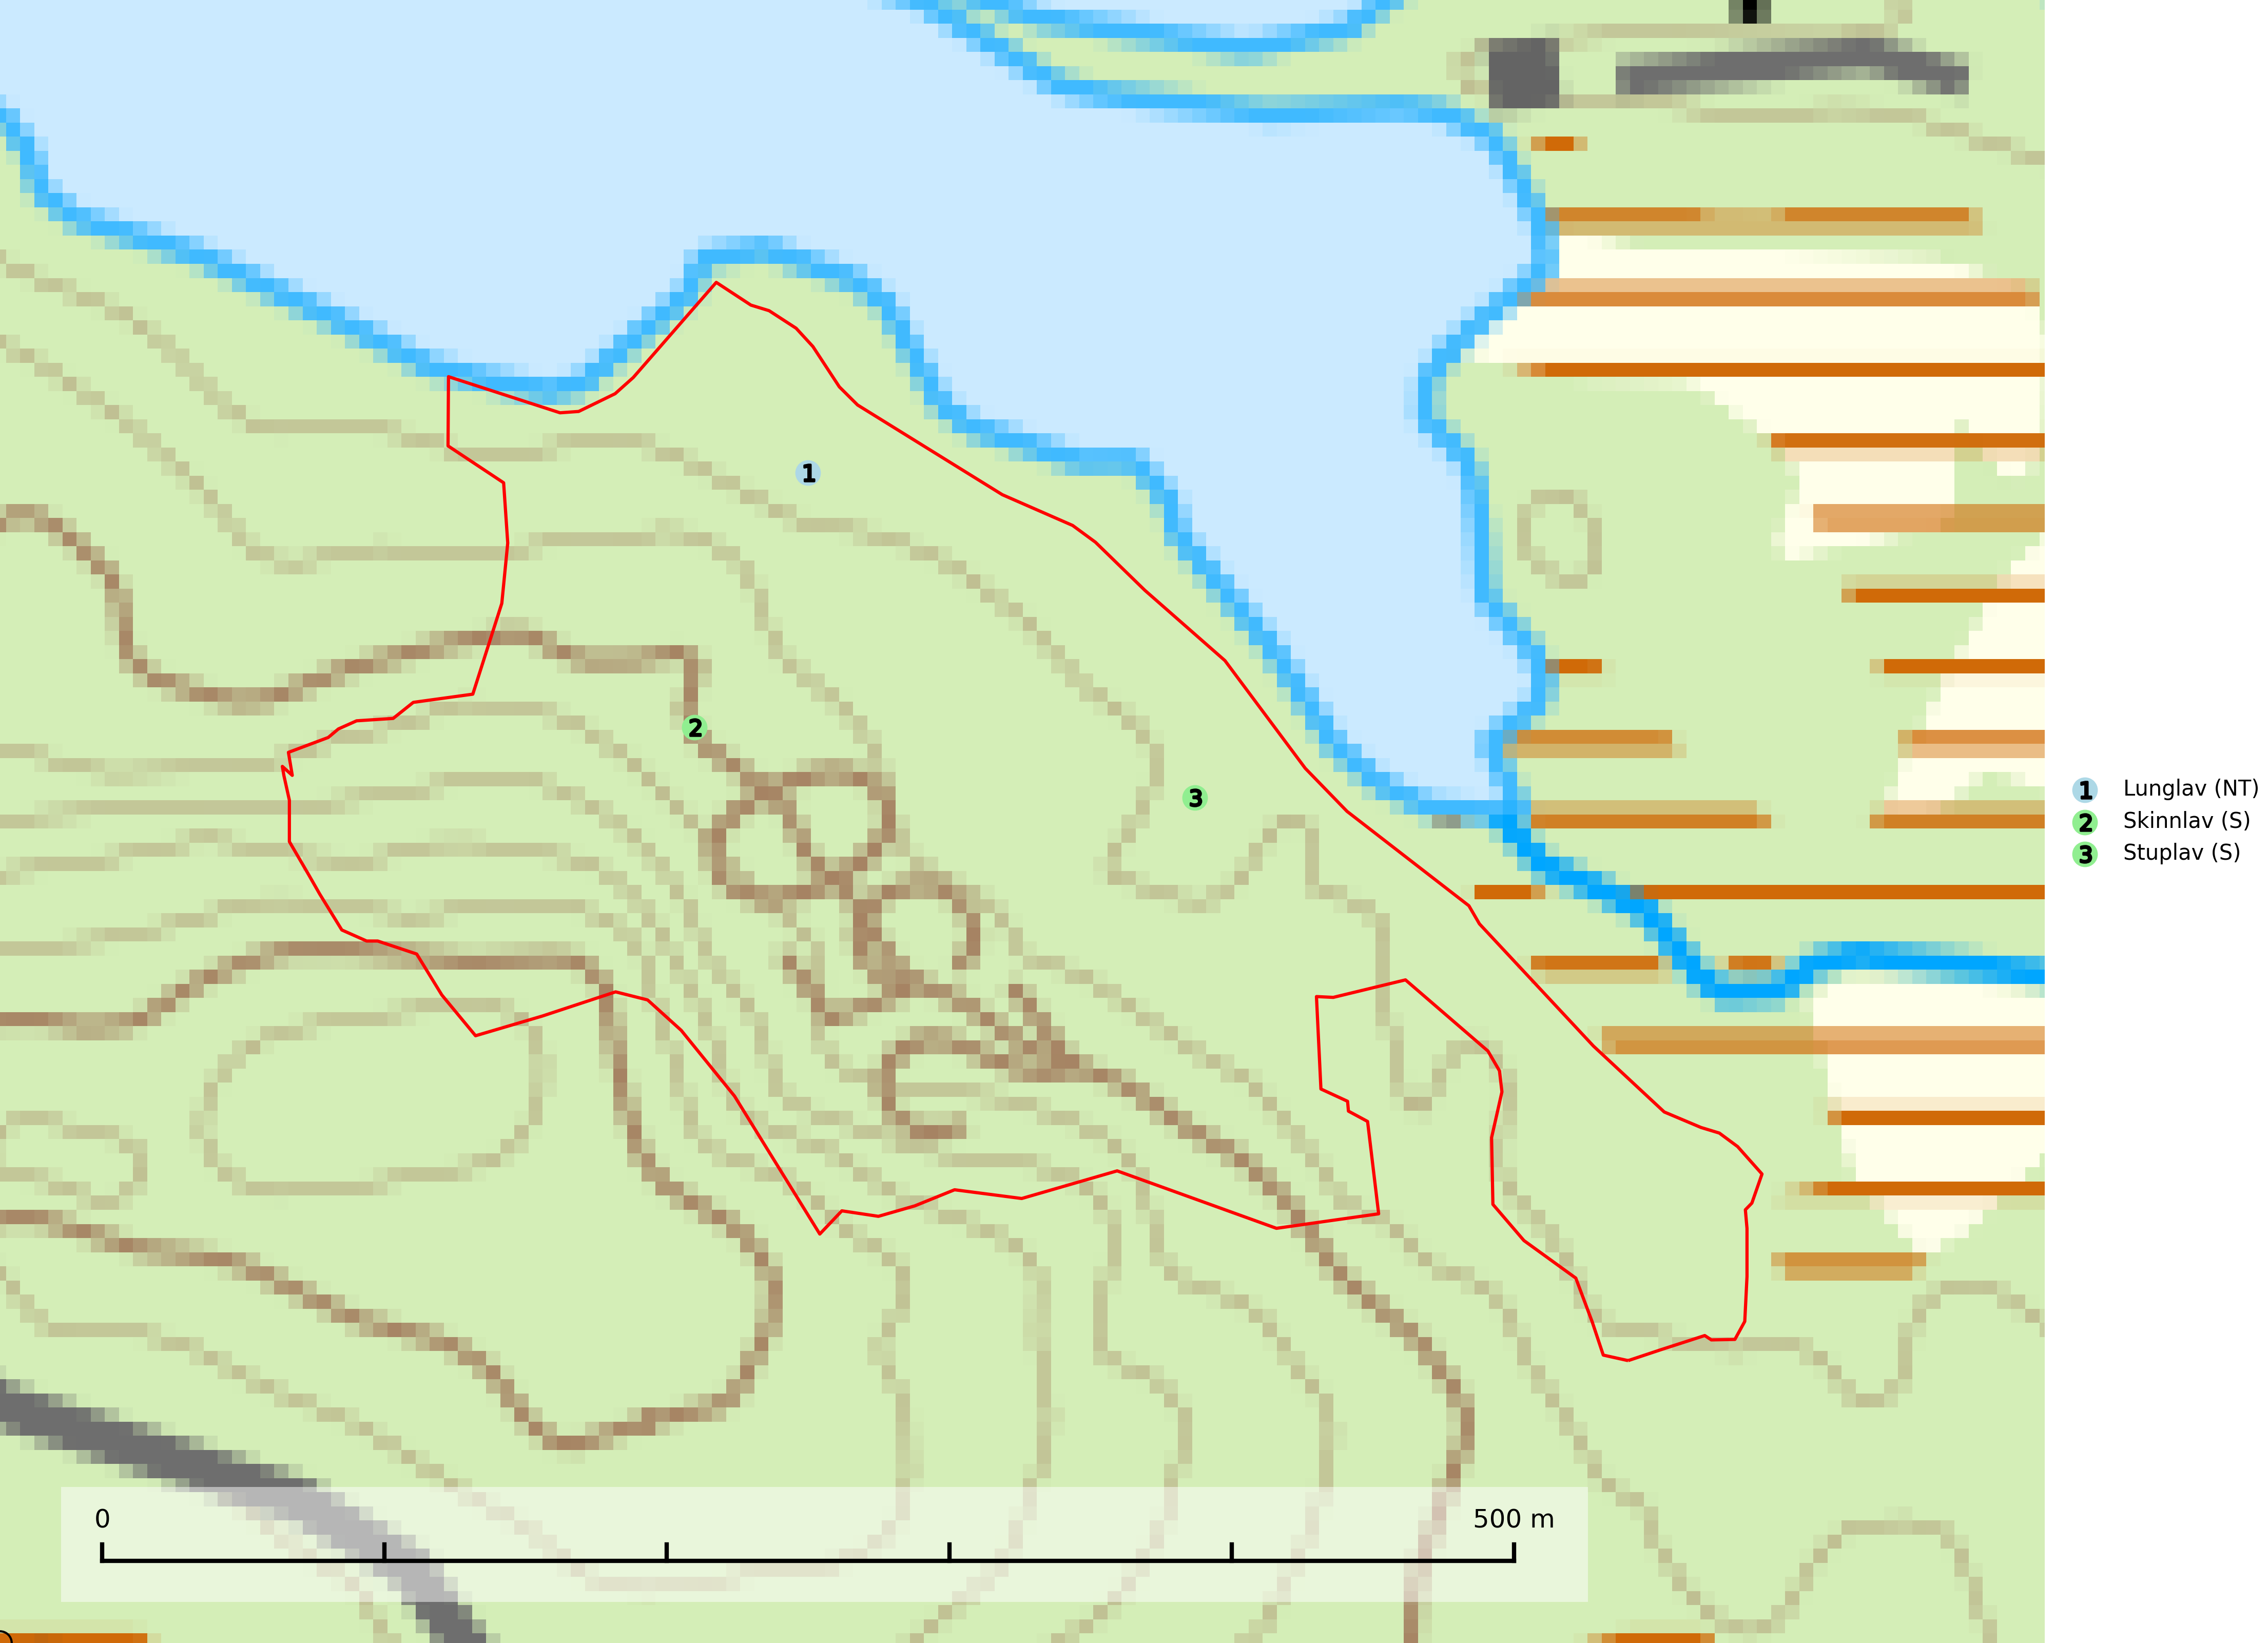 1
2
3
1 Lunglav (NT)
2 Skinnlav (S)
3 Stuplav (S)
0 500 m